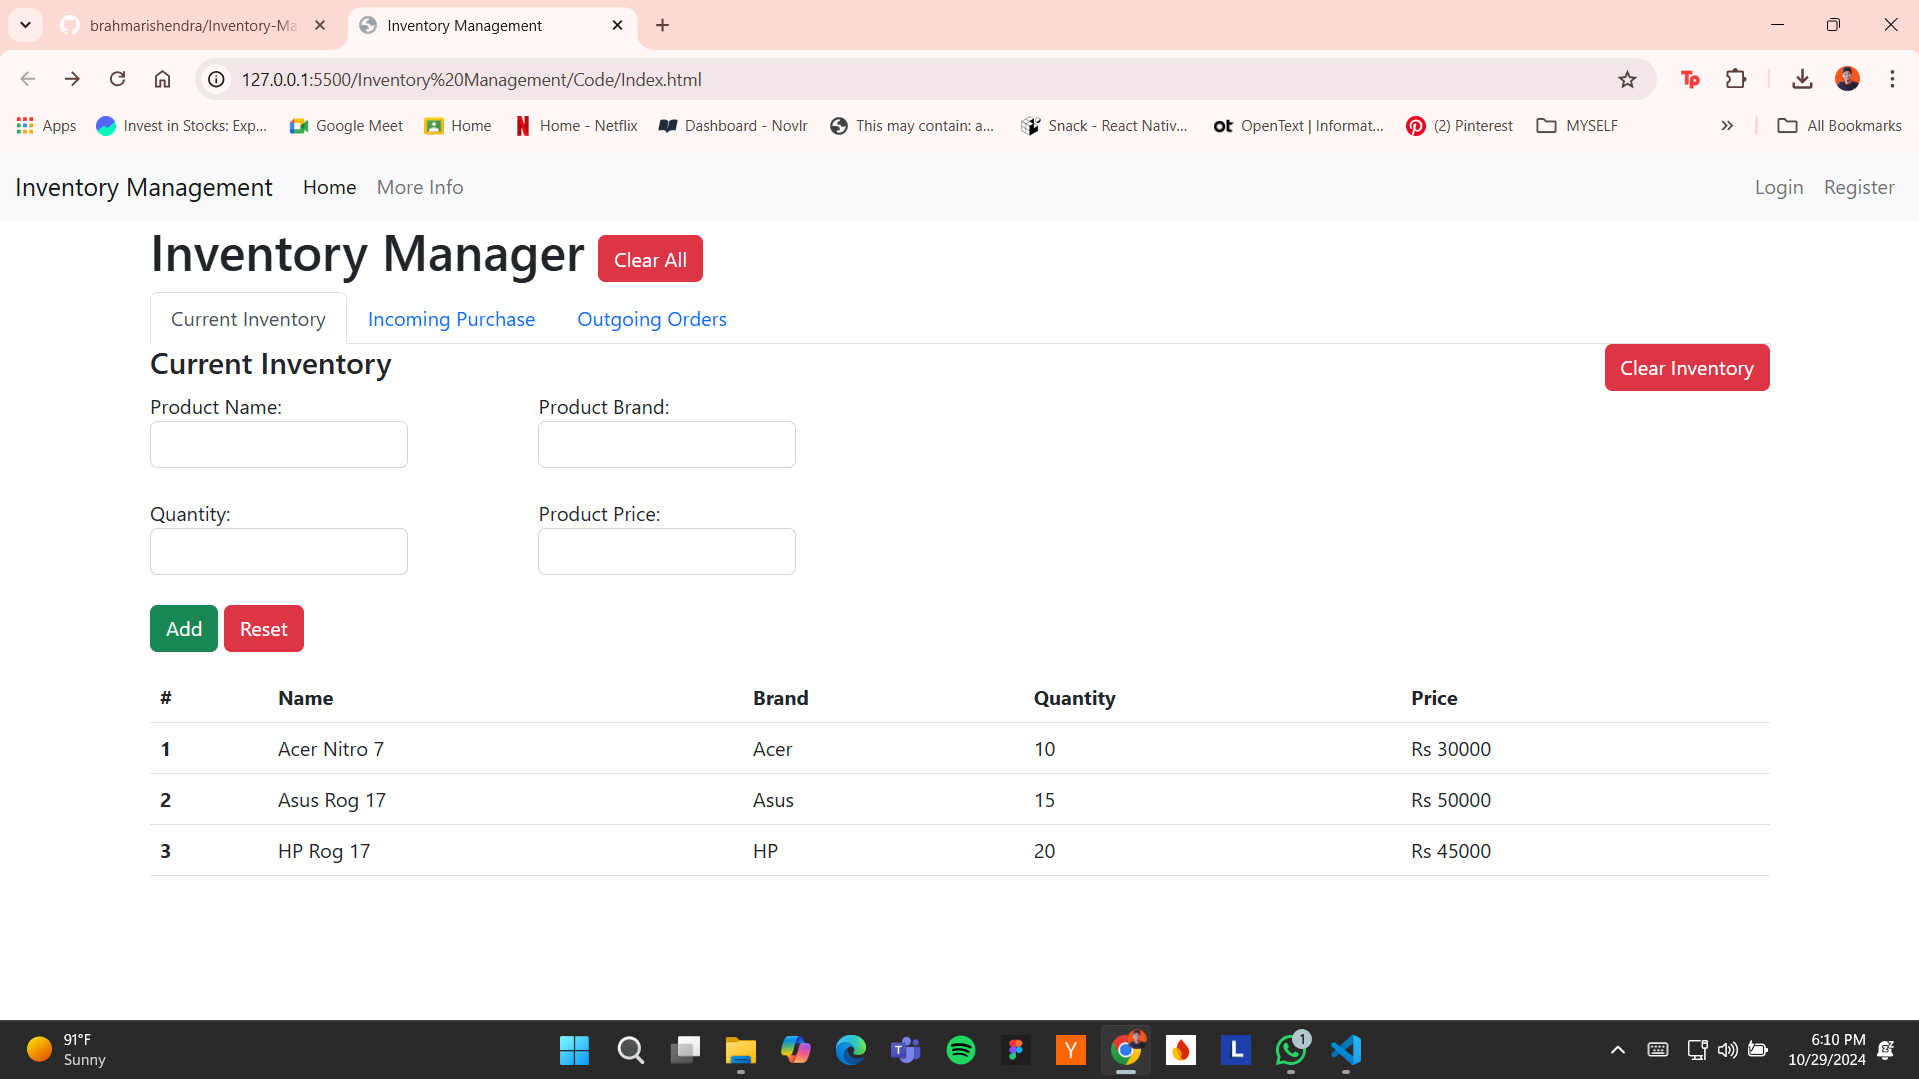 brahmarishendra/Inventory-Ma
Inventory Management
127.0.0.1:5500/Inventory%20Management/Code/Index.html
Tp
Apps
Invest in Stocks: Exp...
Google Meet
Home
Home - Netflix
Dashboard - Novlr
This may contain: a...
Snack - React Nativ...
ot OpenText | Informat...
(2) Pinterest
MYSELF
All Bookmarks
Inventory Management Home More Info Login Register
Inventory Manager Clear All
Current Inventory Incoming Purchase Outgoing Orders
Current Inventory Clear Inventory
Product Name: Product Brand:
Quantity: Product Price:
Add Reset
# Name Brand Quantity Price
1 Acer Nitro 7 Acer 10 Rs 30000
2 Asus Rog 17 Asus 15 Rs 50000
3 HP Rog 17 HP 20 Rs 45000
91°F
Sunny
Y
L
1
6:10 PM
10/29/2024